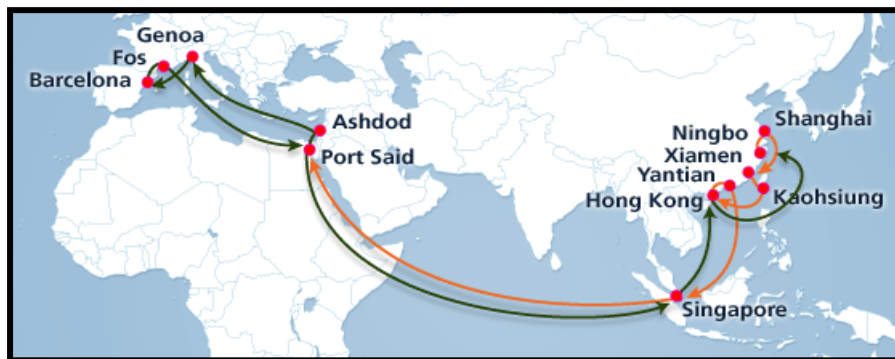 Genoa
Fos
Barcelona
Ashdod
Port Said
Shanghai
Ningbo
Xiamen
Yantian
Kaohsiung
Hong Kong
Singapore